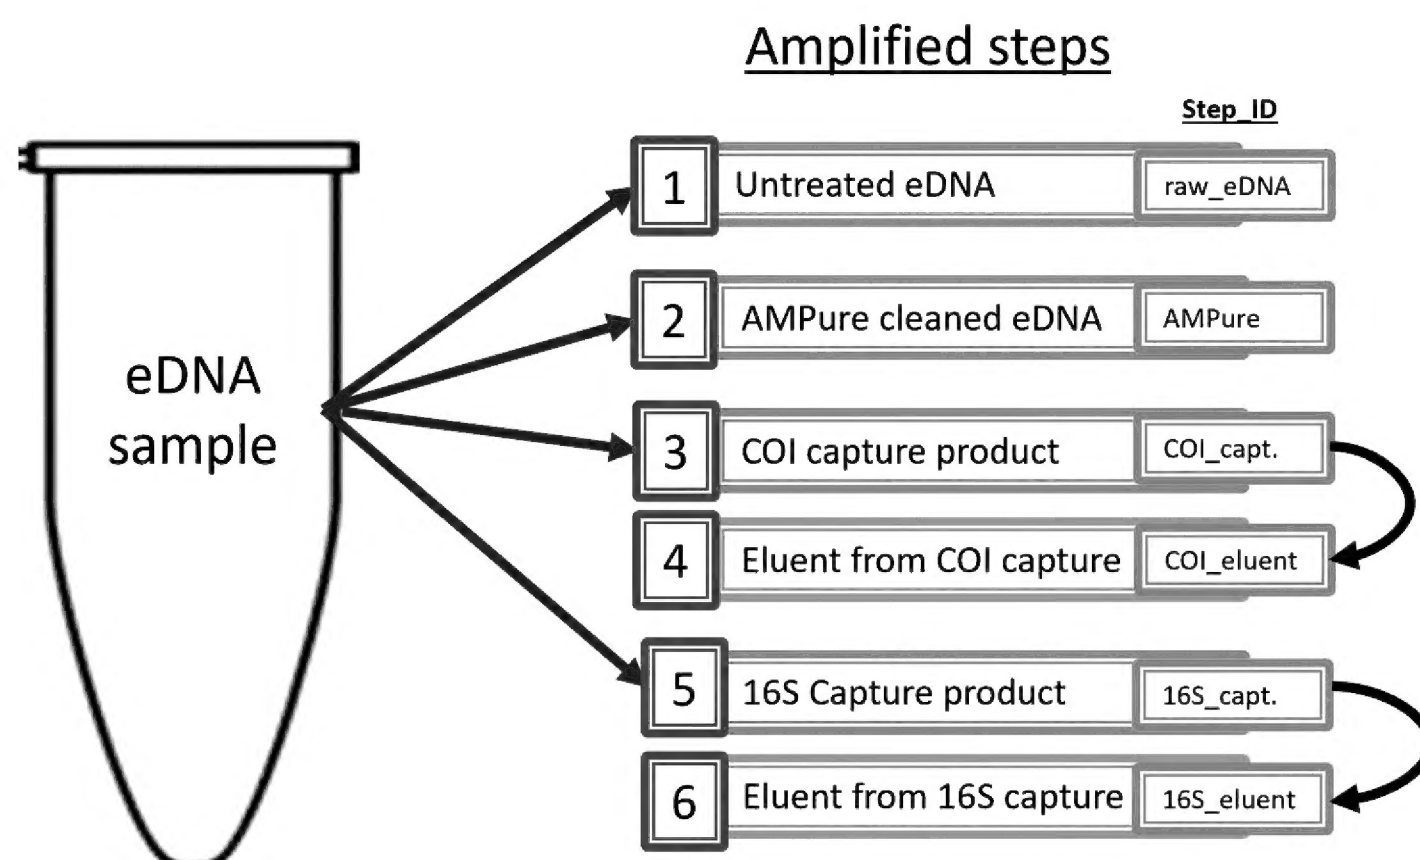 Amplified steps
Step_ID
eDNA
sample
1 Untreated eDNA raw_eDNA
2 AMPure cleaned eDNA AMPure
3 COI capture product COI_capt.
4 Eluent from COI capture COI_eluent
5 16S Capture product 16S_capt.
6 Eluent from 16S capture 16S_eluent